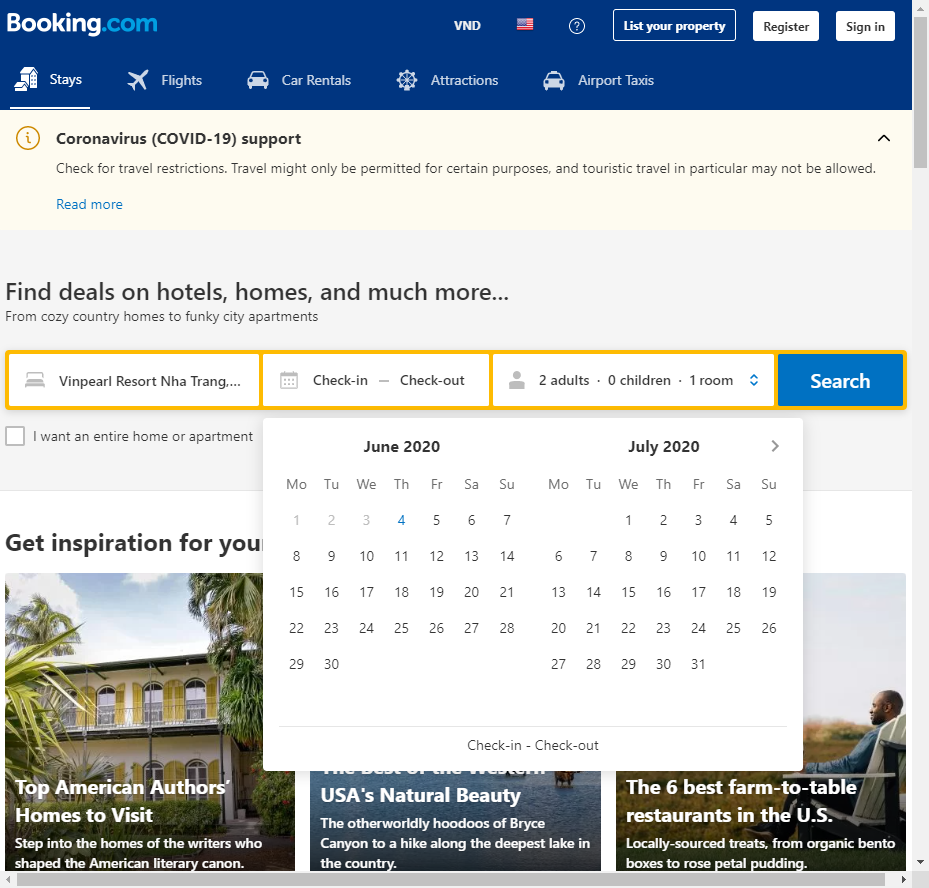 Booking.com
VND
List your property
Register
Sign in
Stays
Flights
Car Rentals
Attractions
Airport Taxis
Coronavirus (COVID-19) support
Check for travel restrictions. Travel might only be permitted for certain purposes, and touristic travel in particular may not be allowed.
Read more
Find deals on hotels, homes, and much more...
From cozy country homes to funky city apartments
Vinpearl Resort Nha Trang,...
Check-in — Check-out
2 adults · 0 children · 1 room
Search
I want an entire home or apartment
June 2020
Mo Tu We Th Fr Sa Su
1 2 3 4 5 6 7
8 9 10 11 12 13 14
15 16 17 18 19 20 21
22 23 24 25 26 27 28
29 30
July 2020
Mo Tu We Th Fr Sa Su
1 2 3 4 5
6 7 8 9 10 11 12
13 14 15 16 17 18 19
20 21 22 23 24 25 26
27 28 29 30 31
Check-in - Check-out
Get inspiration for your
Top American Authors’
Homes to Visit
Step into the homes of the writers who
shaped the American literary canon.
The Best of the Western
USA's Natural Beauty
The otherworldly hoodoos of Bryce
Canyon to a hike along the deepest lake in
the country.
The 6 best farm-to-table
restaurants in the U.S.
Locally-sourced treats, from organic bento
boxes to rose petal pudding.